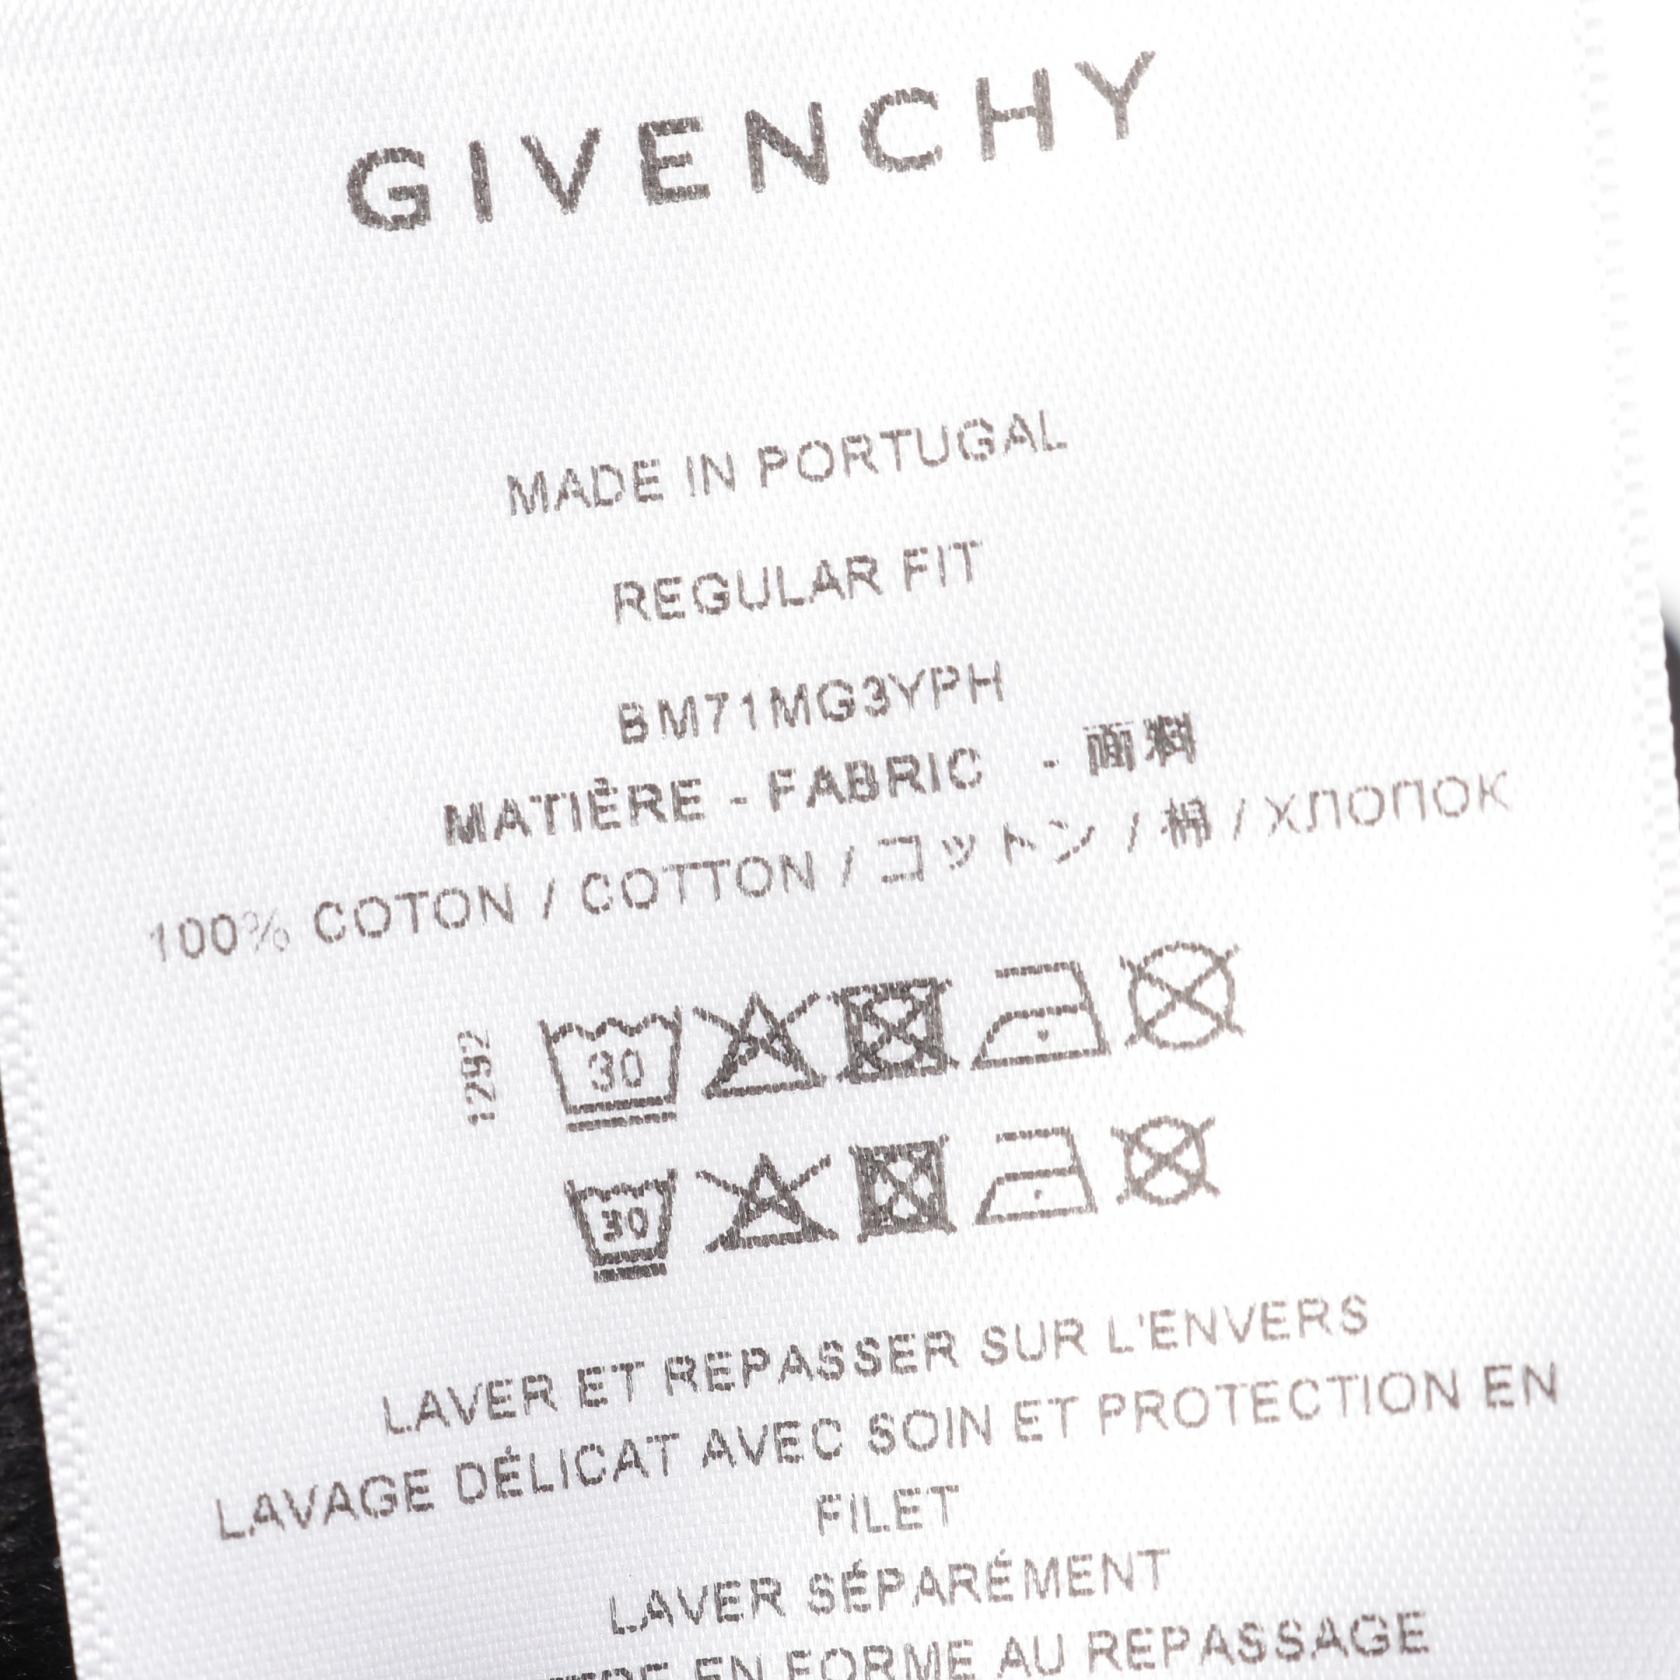 GIVENCHY
MADE IN PORTUGAL
REGULAR FIT
BM71MG3YPH
MATIÈRE - FABRIC - 面料
100% COTON / COTTON / コットン / 棉 / ХЛОПОК
1292
30
30
LAVER ET REPASSER SUR L'ENVERS
LAVAGE DÉLICAT AVEC SOIN ET PROTECTION EN
FILET
LAVER SÉPARÉMENT
EN FORME AU REPASSAGE